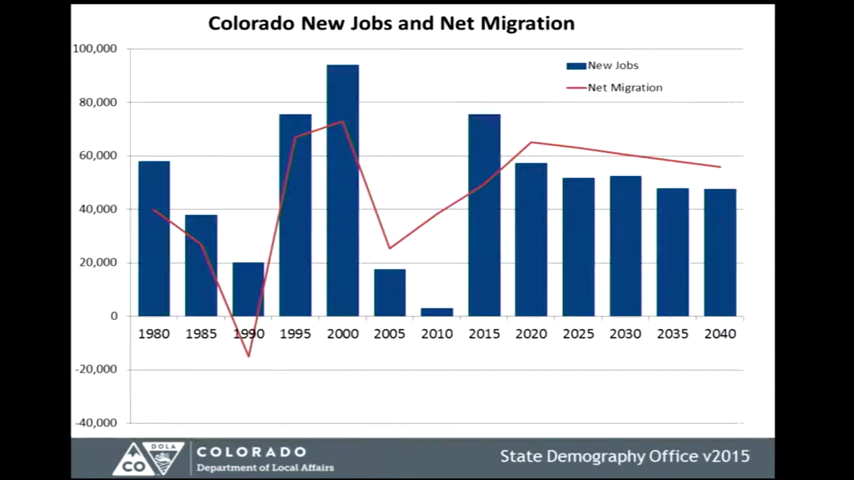 Colorado New Jobs and Net Migration
100,000
80,000
60,000
40,000
20,000
0
-20,000
-40,000
New Jobs
Net Migration
1980 1985 1990 1995 2000 2005 2010 2015 2020 2025 2030 2035 2040
CO
DOLA
COLORADO
Department of Local Affairs
State Demography Office v2015